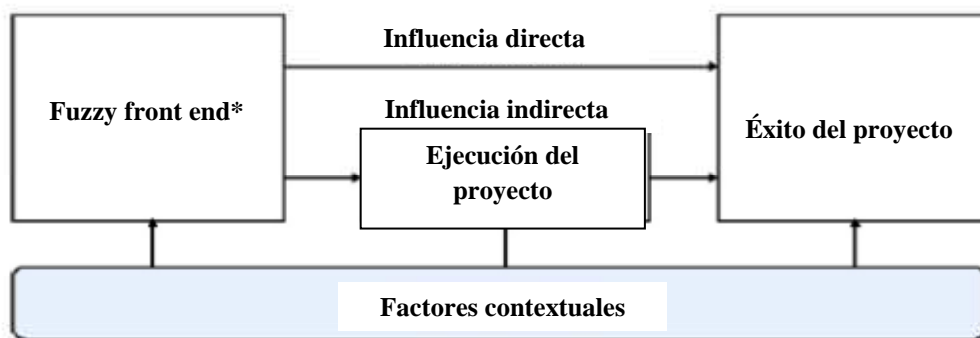 Influencia directa
Fuzzy front end*
Influencia indirecta
Éxito del proyecto
Ejecución del
proyecto
Factores contextuales